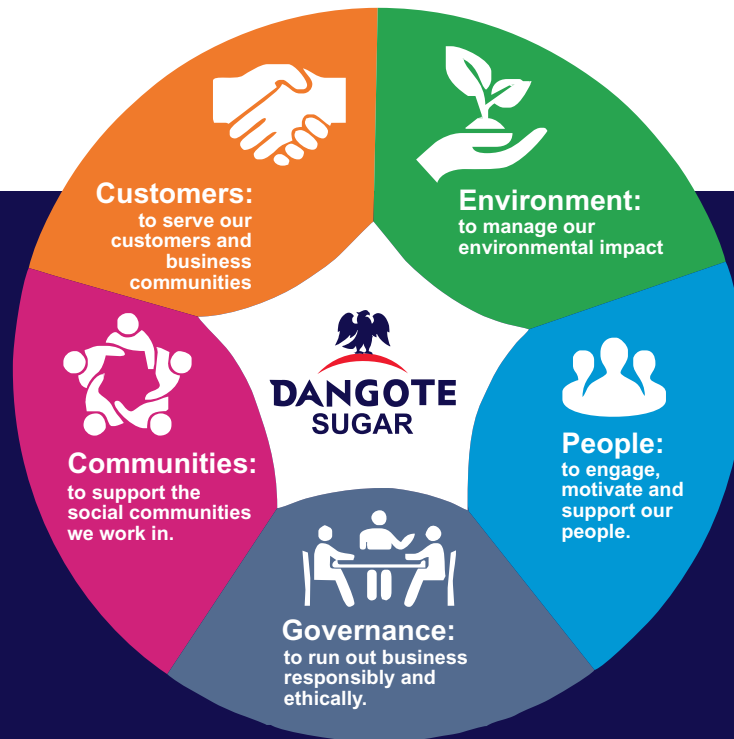 Customers:
to serve our
customers and
business
communities
Environment:
to manage our
environmental impact
DANGOTE
SUGAR
Communities:
to support the
social communities
we work in.
People:
to engage,
motivate and
support our
people.
Governance:
to run out business
responsibly and
ethically.